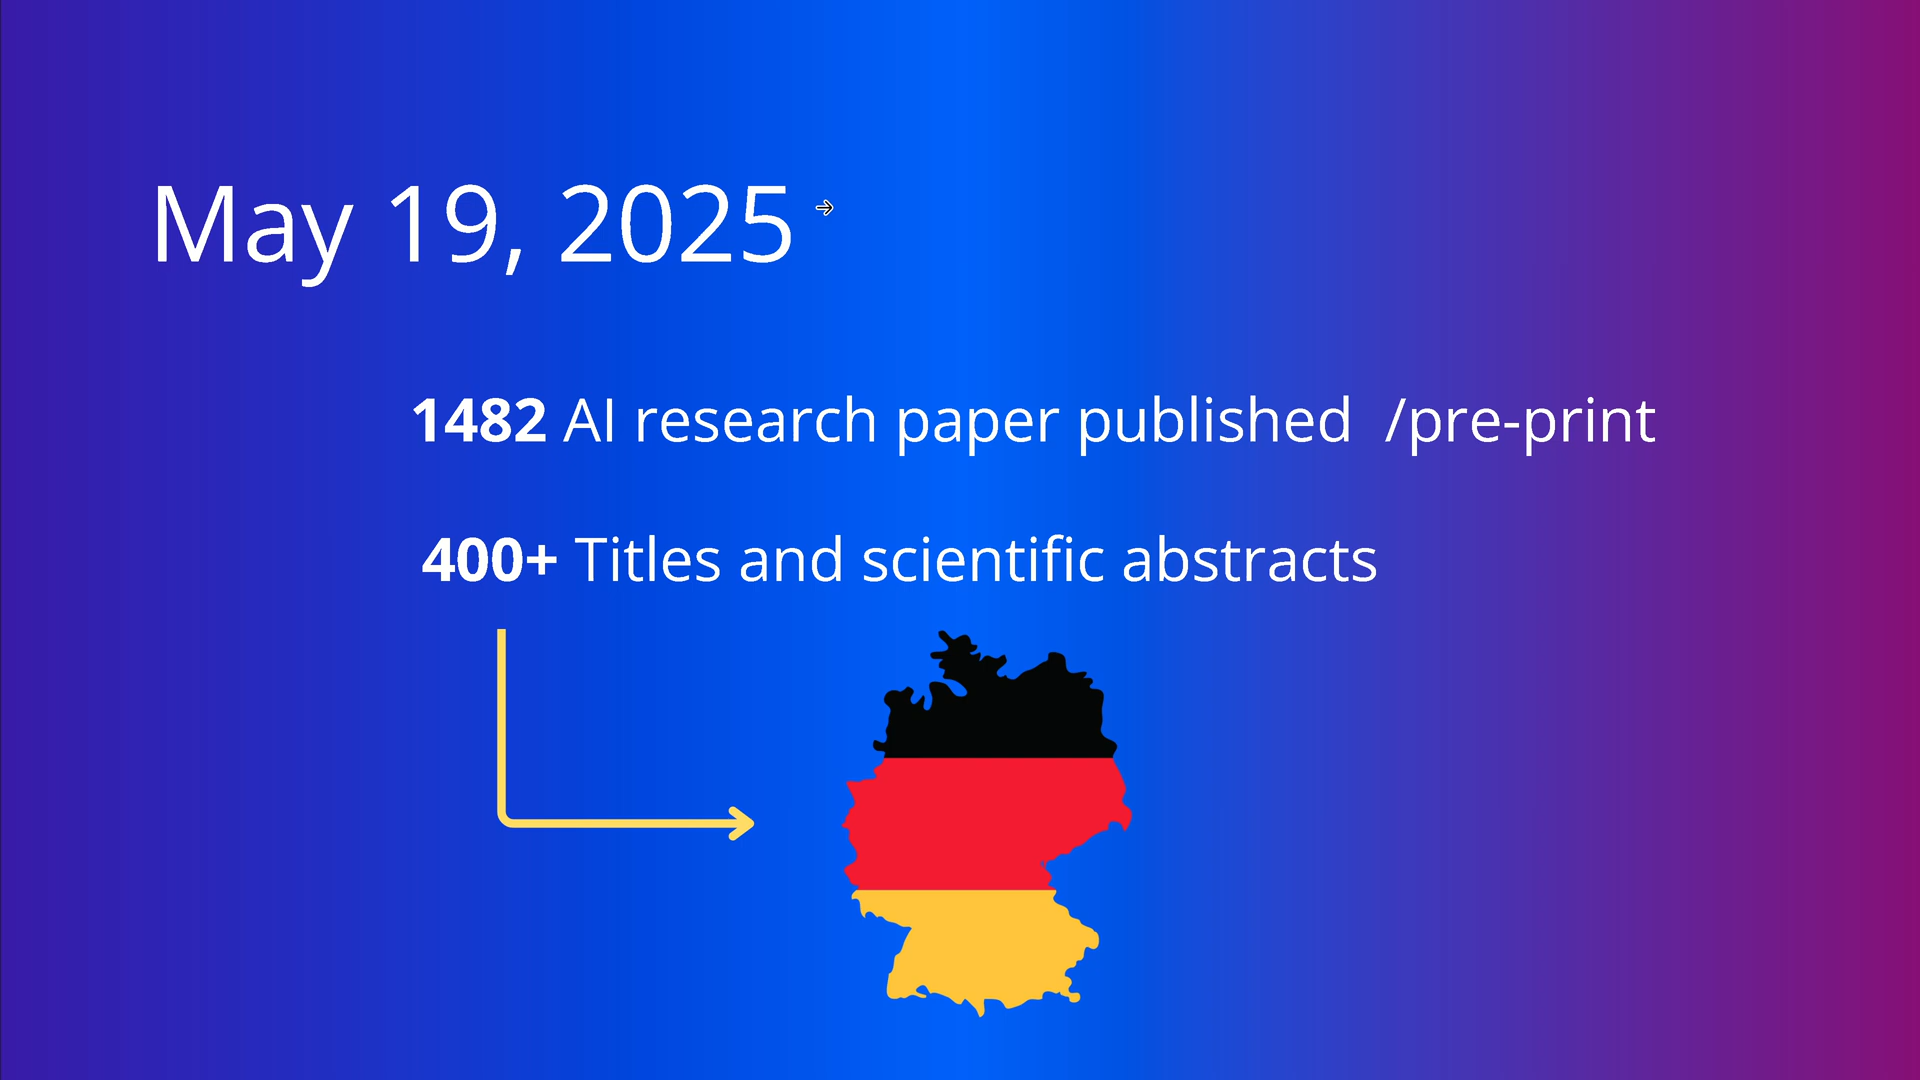 May 19, 2025
1482 AI research paper published  /pre-print
400+ Titles and scientific abstracts